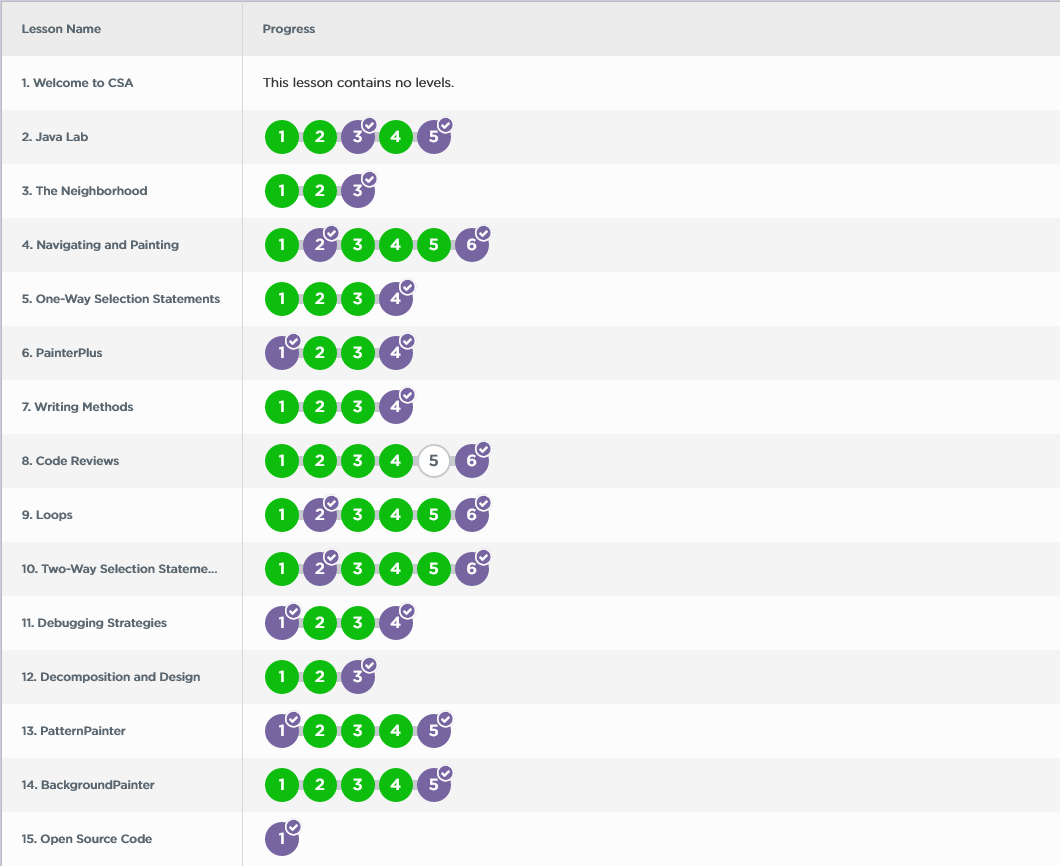 Lesson Name Progress
1. Welcome to CSA This lesson contains no levels.
2. Java Lab 1 2 3 4 5
3. The Neighborhood 1 2 3
4. Navigating and Painting 1 2 3 4 5 6
5. One-Way Selection Statements 1 2 3 4
6. PainterPlus 1 2 3 4
7. Writing Methods 1 2 3 4
8. Code Reviews 1 2 3 4 5 6
9. Loops 1 2 3 4 5 6
10. Two-Way Selection Stateme... 1 2 3 4 5 6
11. Debugging Strategies 1 2 3 4
12. Decomposition and Design 1 2 3
13. PatternPainter 1 2 3 4 5
14. BackgroundPainter 1 2 3 4 5
15. Open Source Code 1